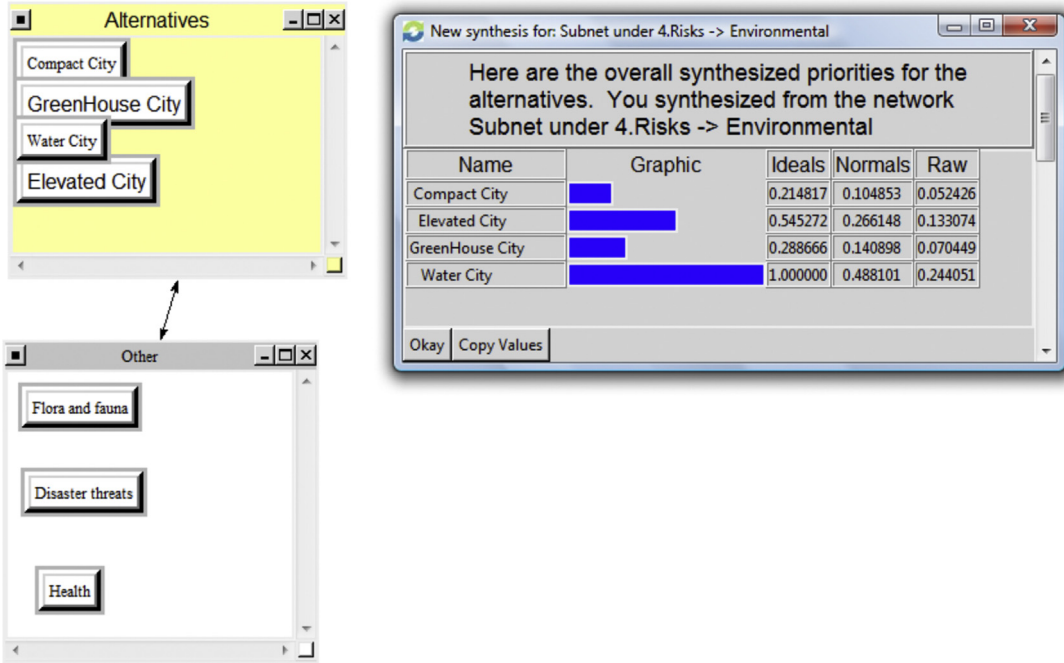 Alternatives
Compact City
GreenHouse City
Water City
Elevated City
Other
Flora and fauna
Disaster threats
Health
New synthesis for: Subnet under 4.Risks -> Environmental
Here are the overall synthesized priorities for the
alternatives. You synthesized from the network
Subnet under 4.Risks -> Environmental
Name Graphic Ideals Normals Raw
Compact City 0.214817 0.104853 0.052426
Elevated City 0.545272 0.266148 0.133074
GreenHouse City 0.288666 0.140898 0.070449
Water City 1.000000 0.488101 0.244051
Okay Copy Values